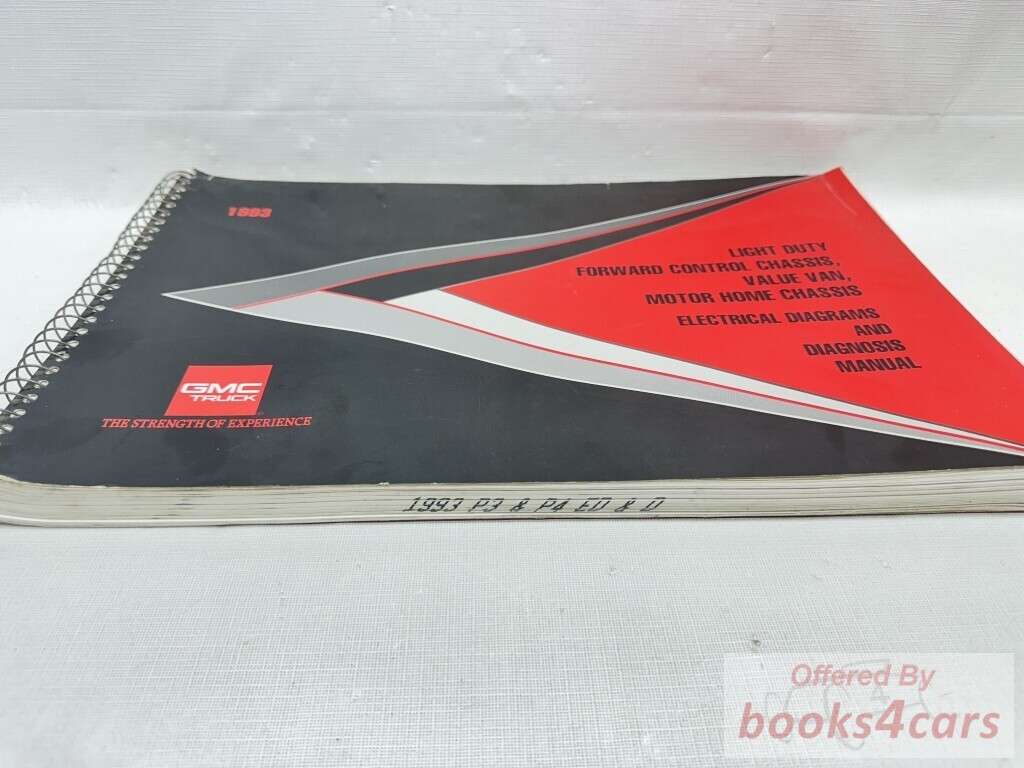 1993
LIGHT DUTY
FORWARD CONTROL CHASSIS,
VALUE VAN,
MOTOR HOME CHASSIS
ELECTRICAL DIAGRAMS
AND
DIAGNOSIS
MANUAL
GMC
TRUCK
THE STRENGTH OF EXPERIENCE
1993 P3 & P4 ED & D
Offered By
books4cars